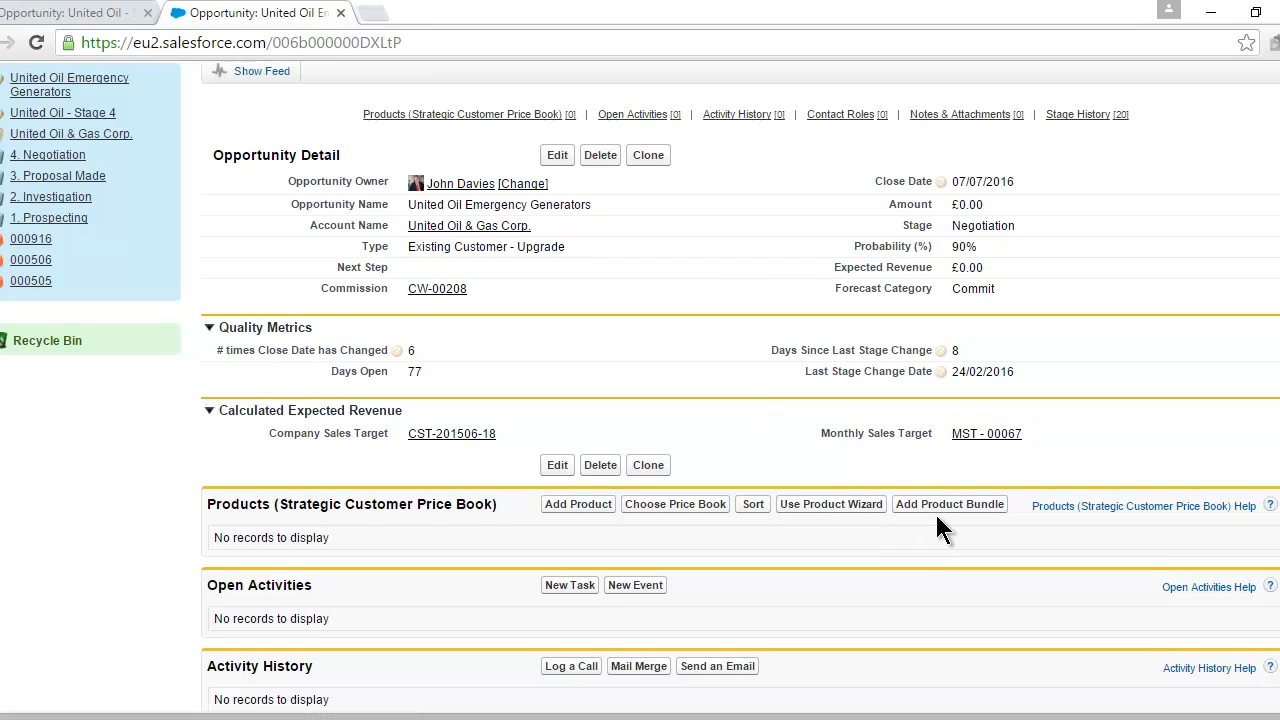 Opportunity: United Oil -
Opportunity: United Oil En
https://eu2.salesforce.com/006b000000DXLtP
United Oil Emergency
Generators
United Oil - Stage 4
United Oil & Gas Corp.
4. Negotiation
3. Proposal Made
2. Investigation
1. Prospecting
000916
000506
000505
Recycle Bin
Show Feed
Products (Strategic Customer Price Book) [0] | Open Activities [0] | Activity History [0] | Contact Roles [0] | Notes & Attachments [0] | Stage History [20]
Opportunity Detail Edit Delete Clone
Opportunity Owner John Davies [Change] Close Date 07/07/2016
Opportunity Name United Oil Emergency Generators Amount £0.00
Account Name United Oil & Gas Corp. Stage Negotiation
Type Existing Customer - Upgrade Probability (%) 90%
Next Step Expected Revenue £0.00
Commission CW-00208 Forecast Category Commit
Quality Metrics
# times Close Date has Changed 6 Days Since Last Stage Change 8
Days Open 77 Last Stage Change Date 24/02/2016
Calculated Expected Revenue
Company Sales Target CST-201506-18 Monthly Sales Target MST - 00067
Edit Delete Clone
Products (Strategic Customer Price Book) Add Product Choose Price Book Sort Use Product Wizard Add Product Bundle Products (Strategic Customer Price Book) Help ?
No records to display
Open Activities New Task New Event Open Activities Help ?
No records to display
Activity History Log a Call Mail Merge Send an Email Activity History Help ?
No records to display